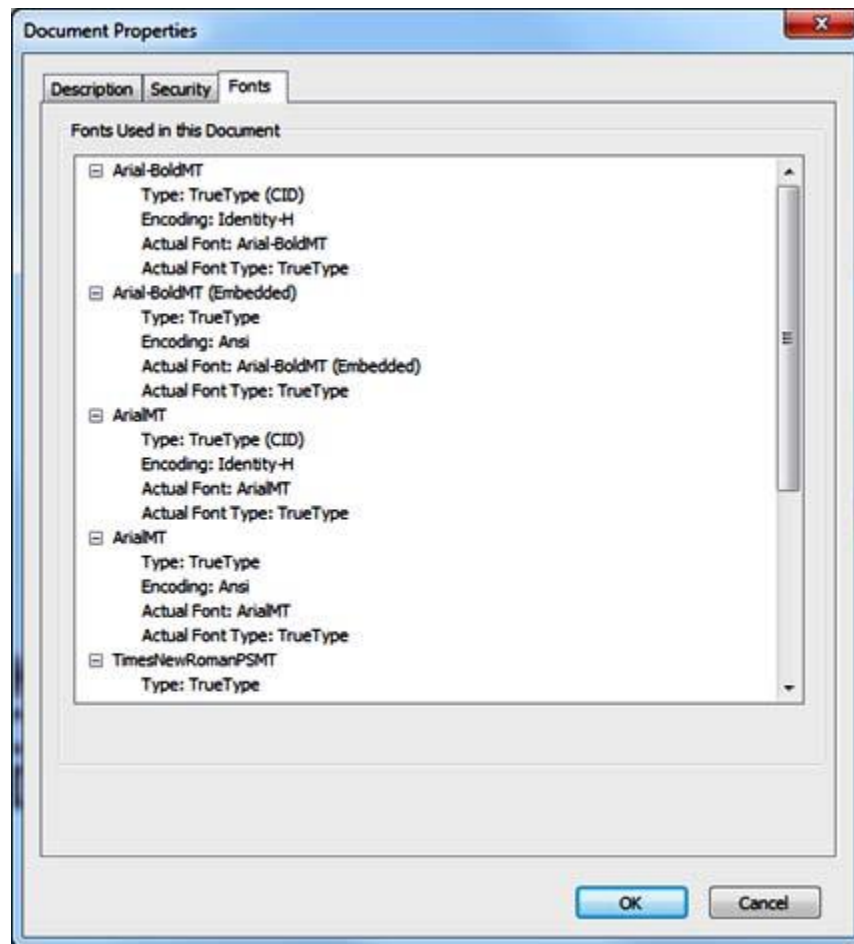 Document Properties
Description Security Fonts
Fonts Used in this Document
Arial-BoldMT
Type: TrueType (CID)
Encoding: Identity-H
Actual Font: Arial-BoldMT
Actual Font Type: TrueType
Arial-BoldMT (Embedded)
Type: TrueType
Encoding: Ansi
Actual Font: Arial-BoldMT (Embedded)
Actual Font Type: TrueType
ArialMT
Type: TrueType (CID)
Encoding: Identity-H
Actual Font: ArialMT
Actual Font Type: TrueType
ArialMT
Type: TrueType
Encoding: Ansi
Actual Font: ArialMT
Actual Font Type: TrueType
TimesNewRomanPSMT
Type: TrueType
OK Cancel